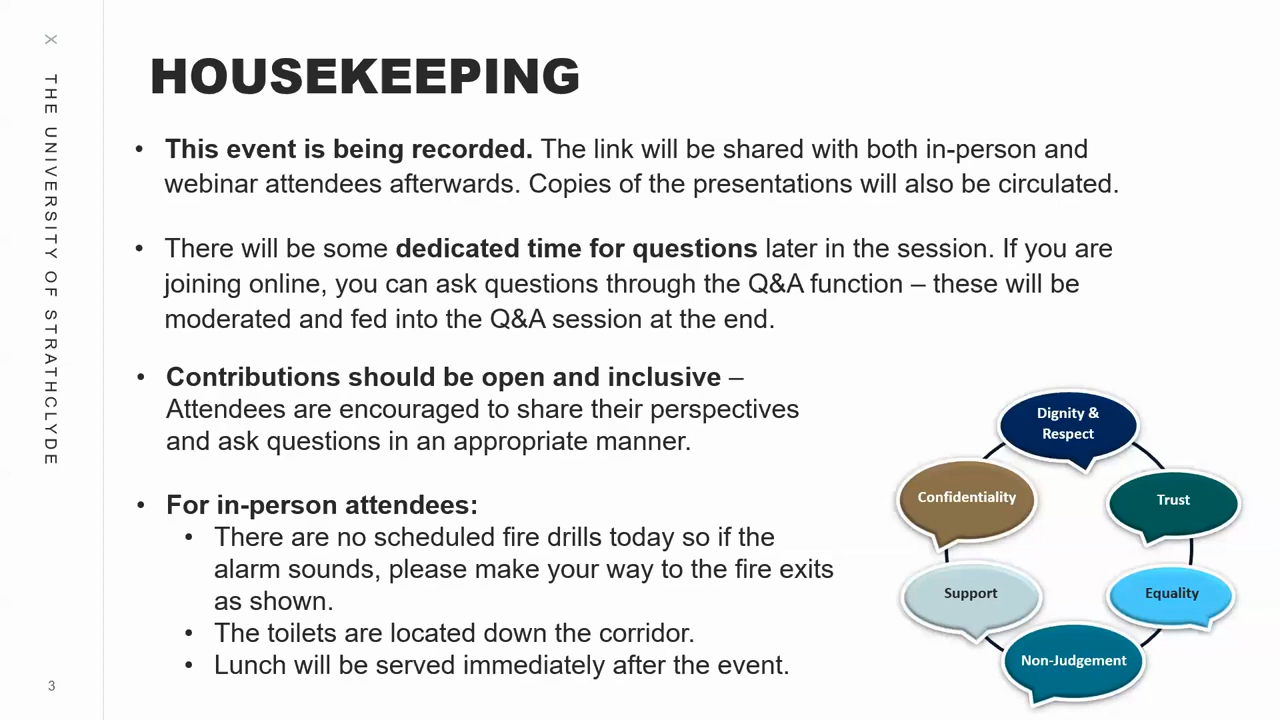 X THE UNIVERSITY OF STRATHCLYDE
HOUSEKEEPING
• This event is being recorded. The link will be shared with both in-person and
webinar attendees afterwards. Copies of the presentations will also be circulated.
• There will be some dedicated time for questions later in the session. If you are
joining online, you can ask questions through the Q&A function – these will be
moderated and fed into the Q&A session at the end.
• Contributions should be open and inclusive –
Attendees are encouraged to share their perspectives
and ask questions in an appropriate manner.
• For in-person attendees:
• There are no scheduled fire drills today so if the
alarm sounds, please make your way to the fire exits
as shown.
• The toilets are located down the corridor.
• Lunch will be served immediately after the event.
Dignity &
Respect
Trust
Equality
Non-Judgement
Support
Confidentiality
3